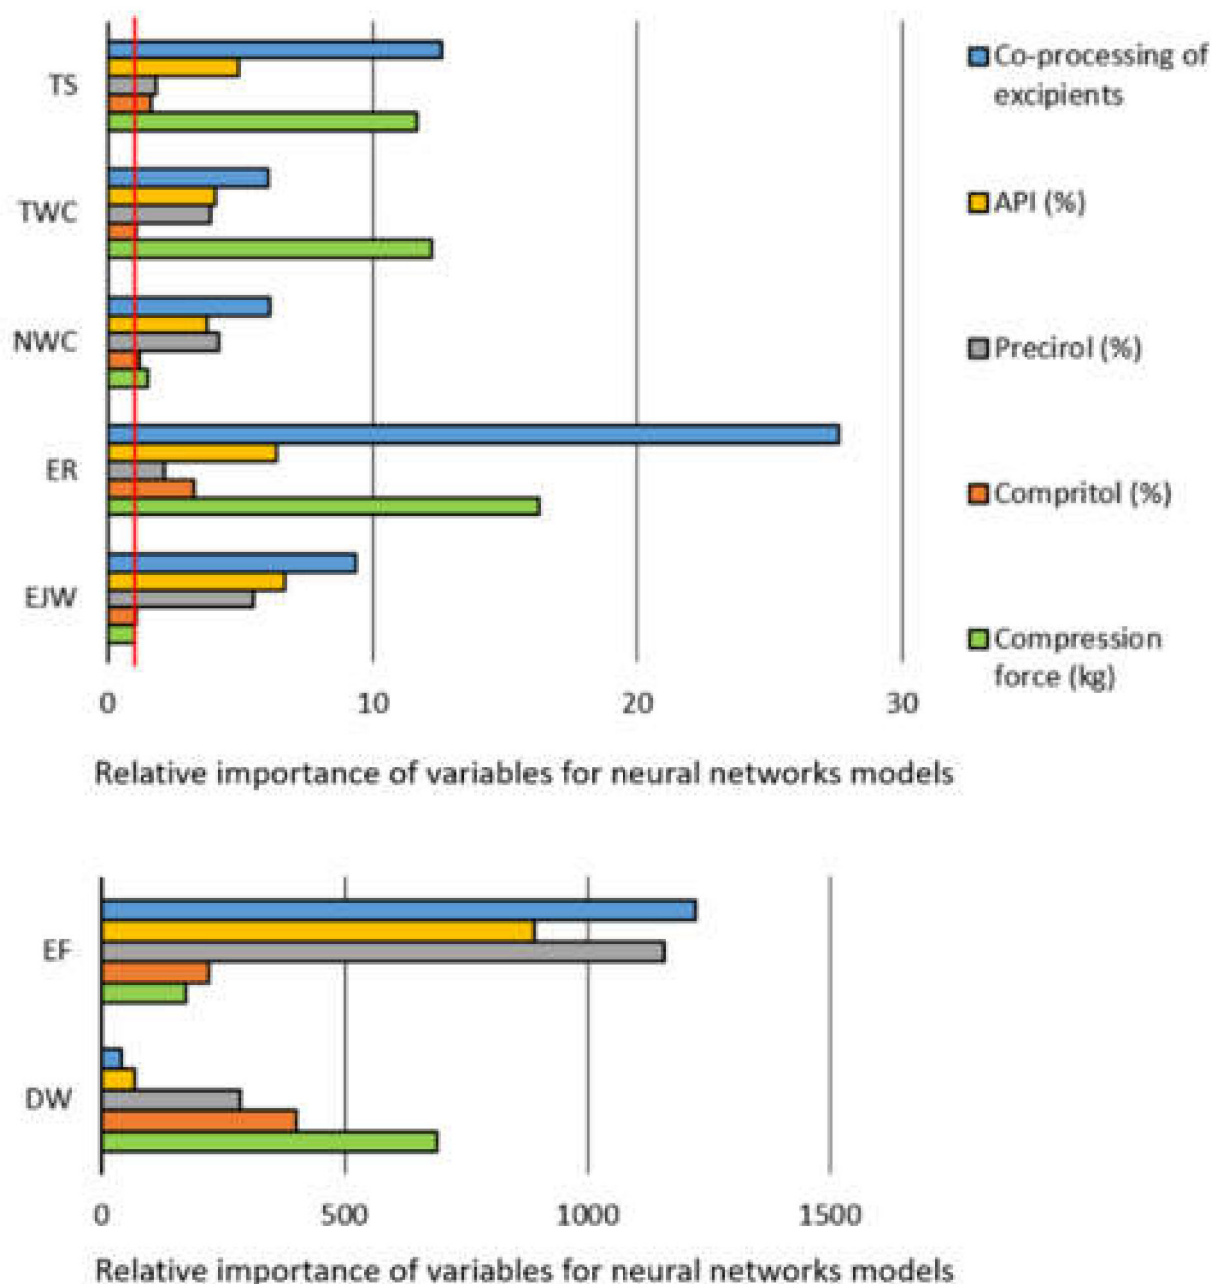 TS
TWC
NWC
ER
EJW
0 10 20 30
Relative importance of variables for neural networks models
Co-processing of
excipients
API (%)
Precirol (%)
Compritol (%)
Compression
force (kg)
EF
DW
0 500 1000 1500
Relative importance of variables for neural networks models